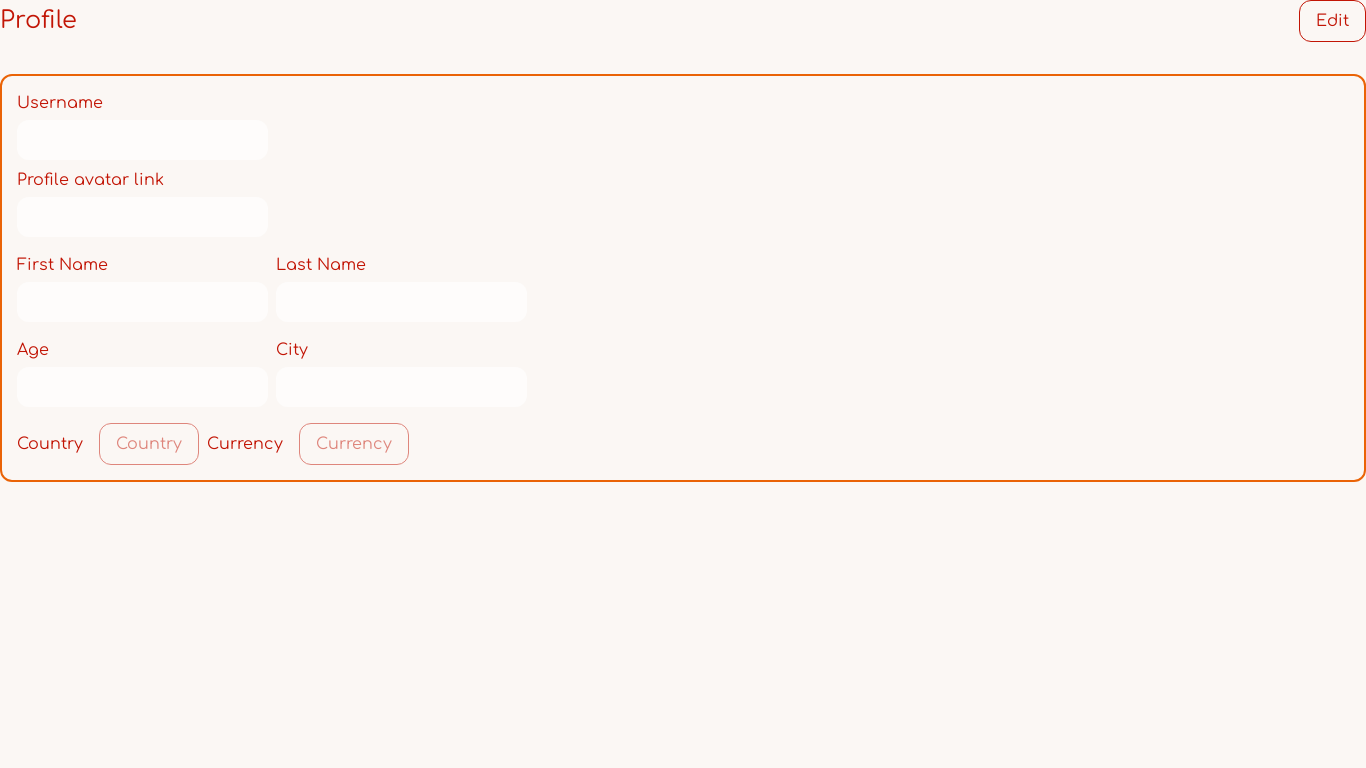 Profile Edit
Username
Profile avatar link
First Name Last Name
Age City
Country Country Currency Currency